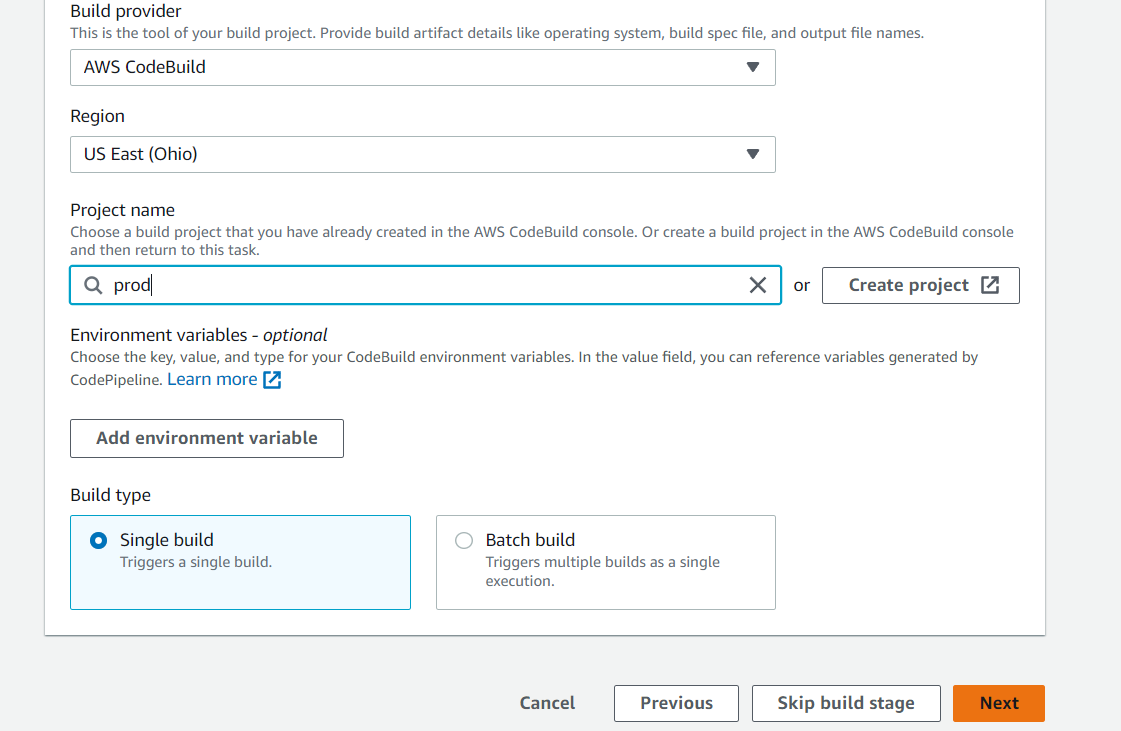 Build provider
This is the tool of your build project. Provide build artifact details like operating system, build spec file, and output file names.
AWS CodeBuild
Region
US East (Ohio)
Project name
Choose a build project that you have already created in the AWS CodeBuild console. Or create a build project in the AWS CodeBuild console
and then return to this task.
prod
or
Create project
Environment variables - optional
Choose the key, value, and type for your CodeBuild environment variables. In the value field, you can reference variables generated by
CodePipeline. Learn more
Add environment variable
Build type
Single build
Triggers a single build.
Batch build
Triggers multiple builds as a single
execution.
Cancel
Previous
Skip build stage
Next